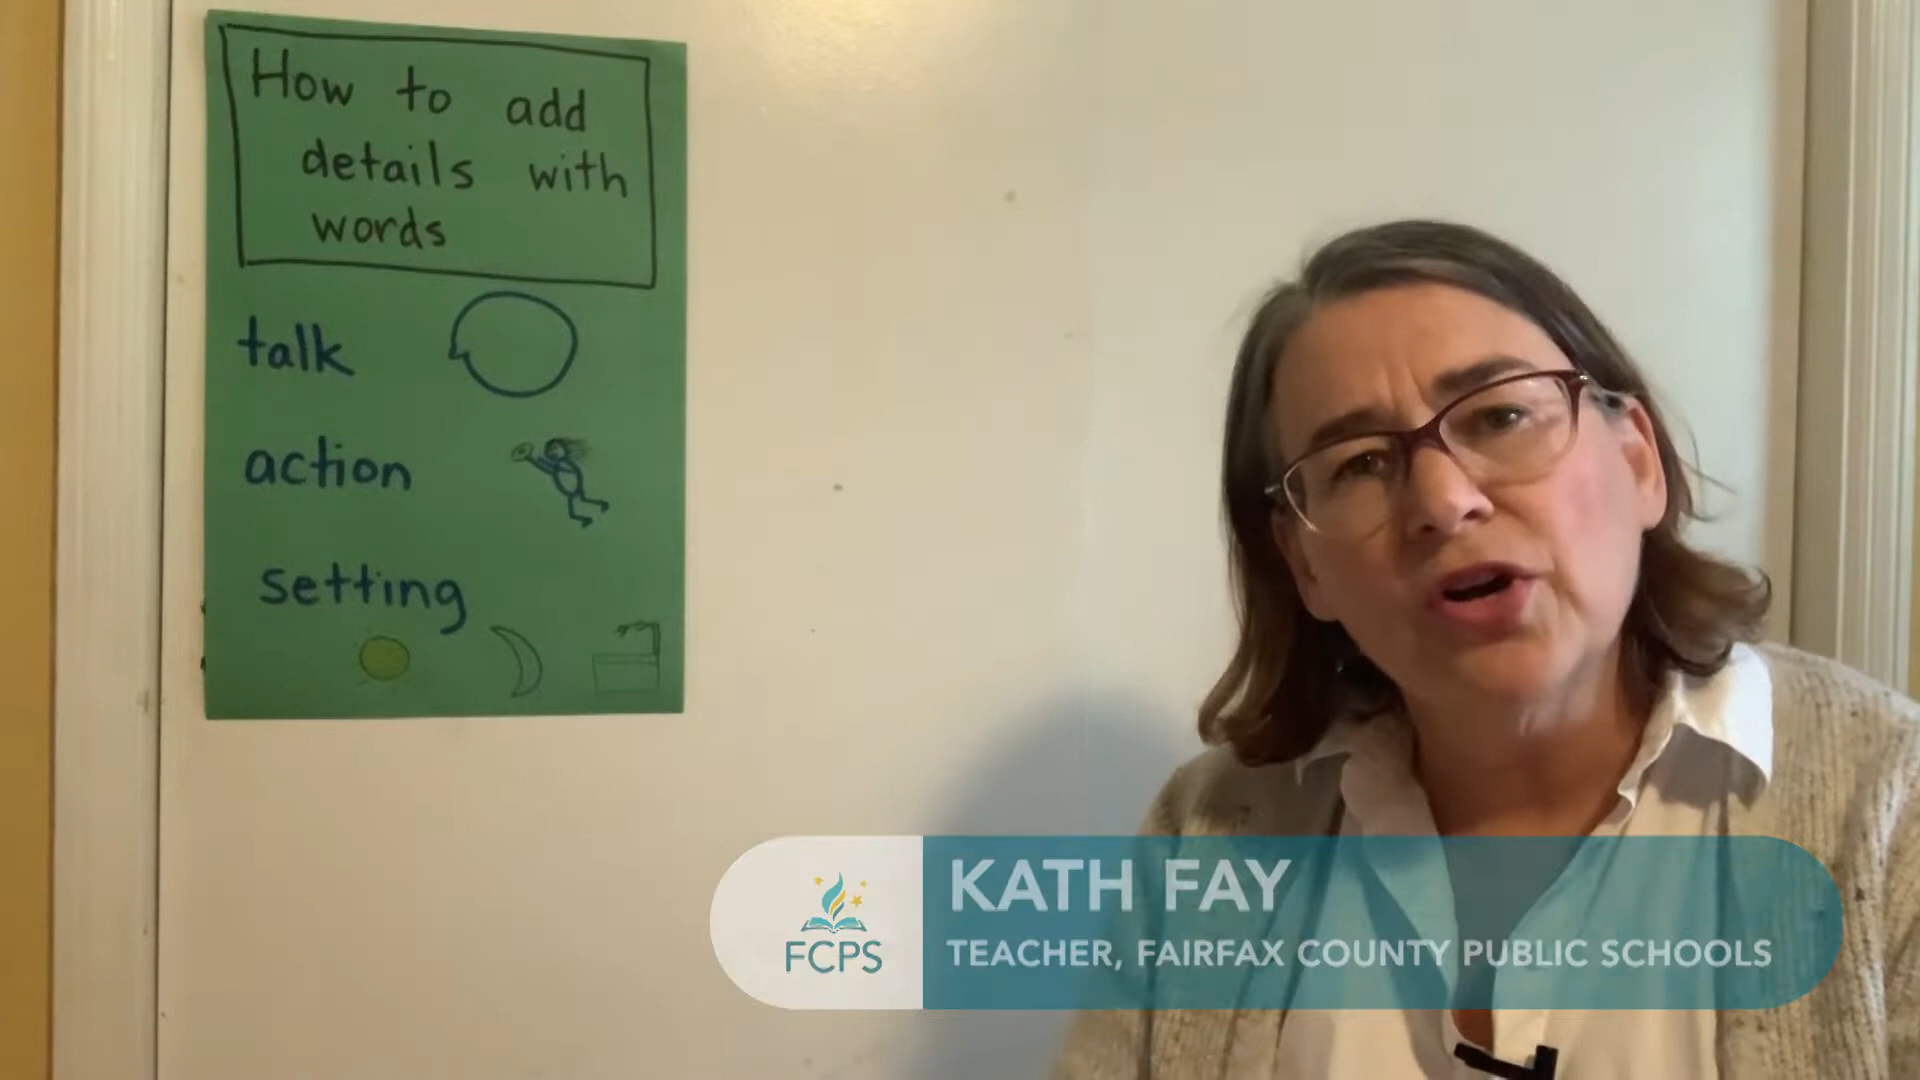 How to add
details with
words
talk
action
setting
KATH FAY
TEACHER, FAIRFAX COUNTY PUBLIC SCHOOLS
FCPS